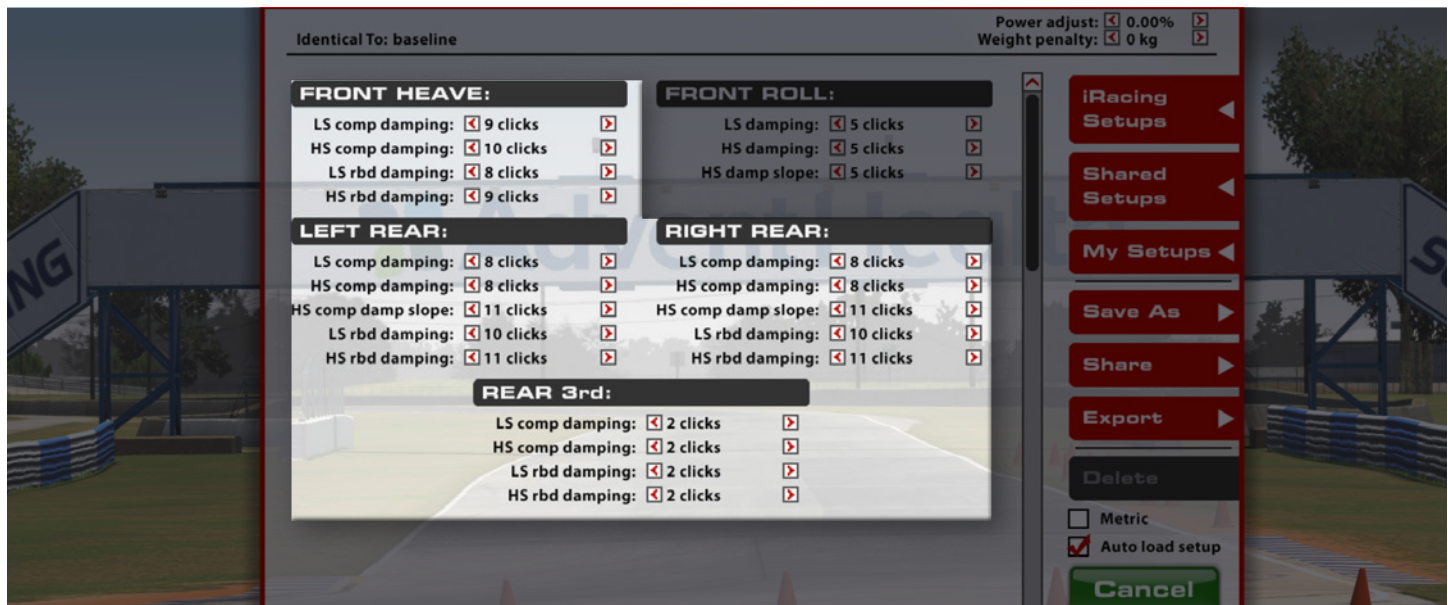 Power adjust: 0.00%
Identical To: baseline
Weight penalty: 0 kg
FRONT HEAVE:
LS comp damping: 9 clicks
HS comp damping: 10 clicks
LS rbd damping: 8 clicks
HS rbd damping: 9 clicks
FRONT ROLL:
LS damping: 5 clicks
HS damping: 5 clicks
HS damp slope: 5 clicks
LEFT REAR:
LS comp damping: 8 clicks
HS comp damping: 8 clicks
HS comp damp slope: 11 clicks
LS rbd damping: 10 clicks
HS rbd damping: 11 clicks
RIGHT REAR:
LS comp damping: 8 clicks
HS comp damping: 8 clicks
HS comp damp slope: 11 clicks
LS rbd damping: 10 clicks
HS rbd damping: 11 clicks
REAR 3rd:
LS comp damping: 2 clicks
HS comp damping: 2 clicks
LS rbd damping: 2 clicks
HS rbd damping: 2 clicks
iRacing
Setups
Shared
Setups
My Setups
Save As
Share
Export
Delete
Metric
Auto load setup
Cancel
AdventHealth